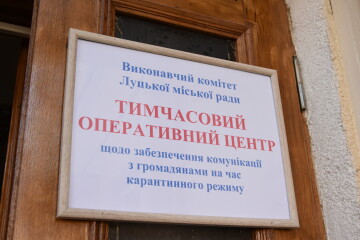 Виконавчий комітет
Луцької міської ради
ТИМЧАСОВИЙ
ОПЕРАТИВНИЙ ЦЕНТР
щодо забезпечення комунікації
з громадянами на час
карантинного режиму